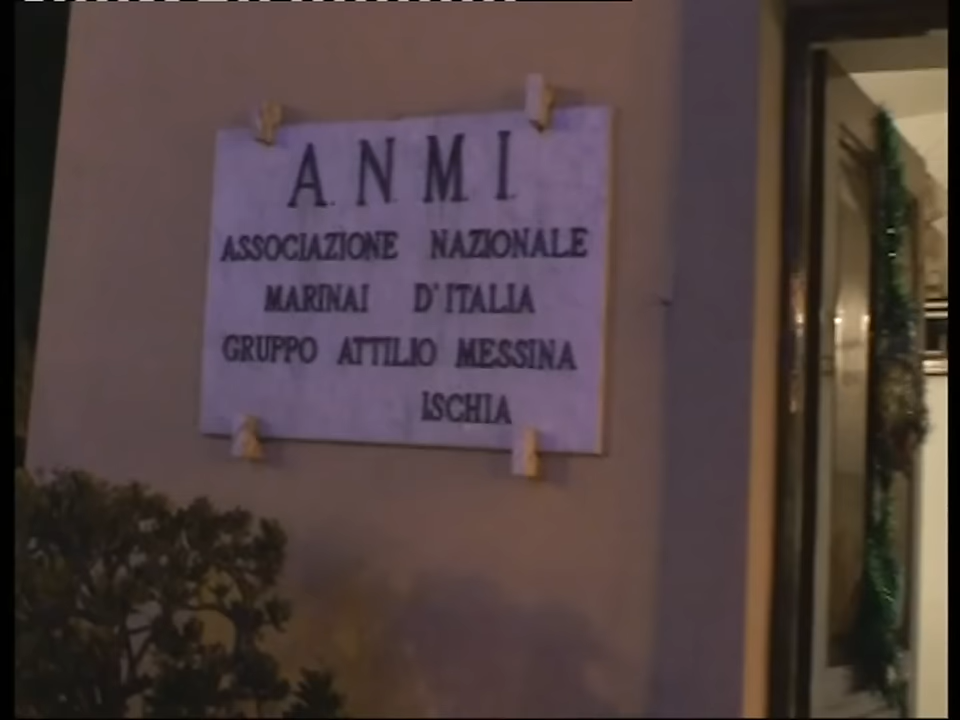 A. N. M. I.
ASSOCIAZIONE NAZIONALE
MARINAI D'ITALIA
GRUPPO ATTILIO MESSINA
ISCHIA